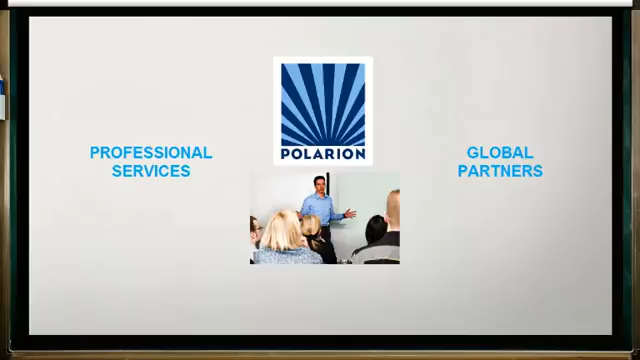 POLARION
PROFESSIONAL
SERVICES
GLOBAL
PARTNERS